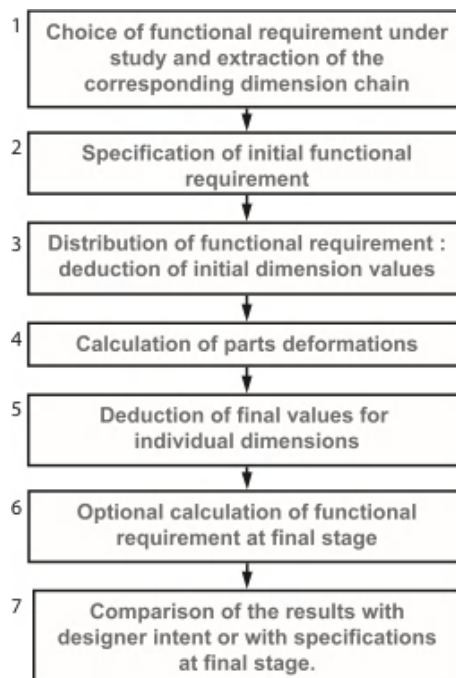 1
Choice of functional requirement under
study and extraction of the
corresponding dimension chain
2
Specification of initial functional
requirement
3
Distribution of functional requirement :
deduction of initial dimension values
4
Calculation of parts deformations
5
Deduction of final values for
individual dimensions
6
Optional calculation of functional
requirement at final stage
7
Comparison of the results with
designer intent or with specifications
at final stage.